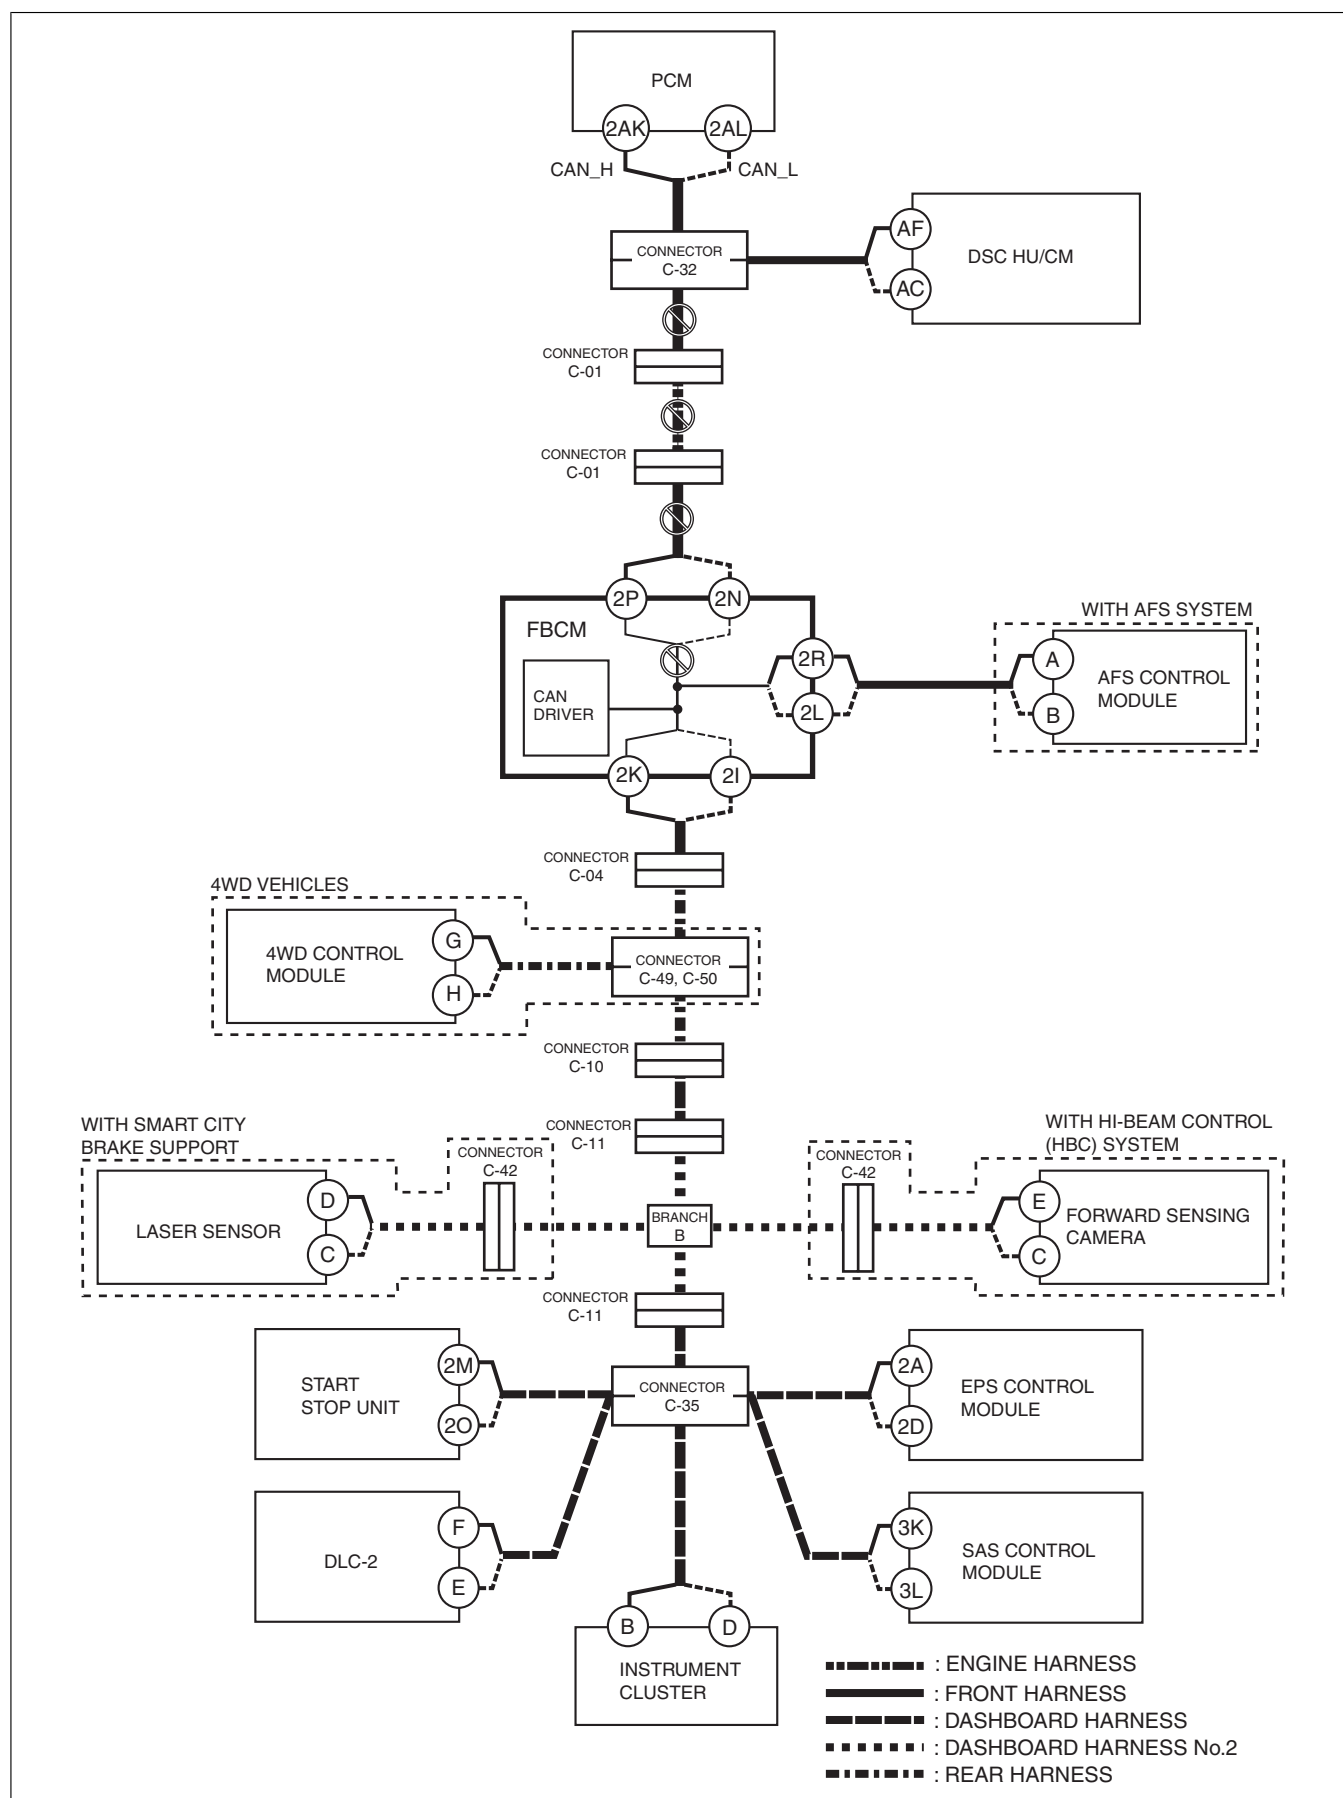 PCM
2AK
2AL
CAN_H
CAN_L
CONNECTOR
C-32
AF
AC
DSC HU/CM
CONNECTOR
C-01
CONNECTOR
C-01
2P
2N
FBCM
CAN
DRIVER
2R
2L
2K
2I
WITH AFS SYSTEM
A
B
AFS CONTROL
MODULE
CONNECTOR
C-04
4WD VEHICLES
4WD CONTROL
MODULE
G
H
CONNECTOR
C-49, C-50
CONNECTOR
C-10
CONNECTOR
C-11
WITH SMART CITY
BRAKE SUPPORT
LASER SENSOR
D
C
CONNECTOR
C-42
BRANCH
B
WITH HI-BEAM CONTROL
(HBC) SYSTEM
CONNECTOR
C-42
E
C
FORWARD SENSING
CAMERA
CONNECTOR
C-11
START
STOP UNIT
2M
2O
CONNECTOR
C-35
2A
2D
EPS CONTROL
MODULE
DLC-2
F
E
3K
3L
SAS CONTROL
MODULE
B
D
INSTRUMENT
CLUSTER
: ENGINE HARNESS
: FRONT HARNESS
: DASHBOARD HARNESS
: DASHBOARD HARNESS No.2
: REAR HARNESS